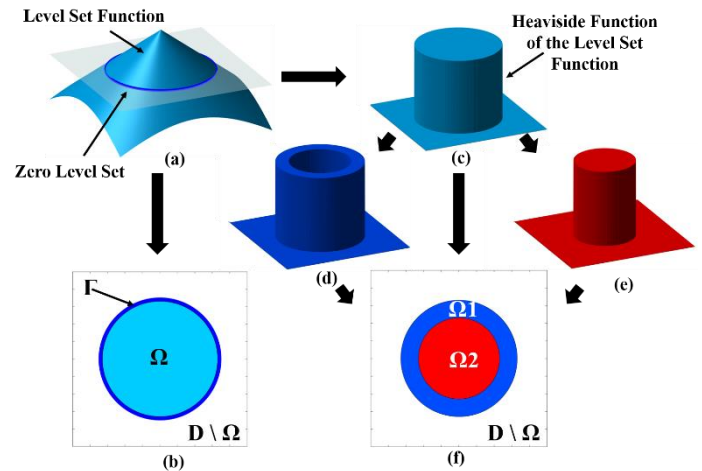 Level Set Function
Heaviside Function
of the Level Set
Function
Zero Level Set
(a)
(c)
(d)
(e)
Γ
Ω
D \ Ω
(b)
Ω1
Ω2
D \ Ω
(f)